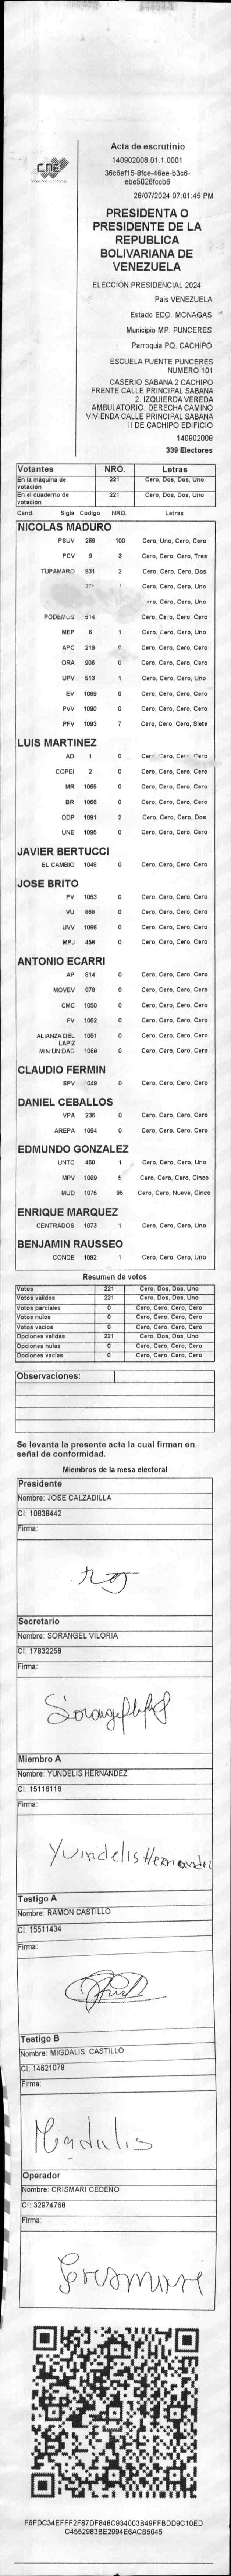 CNE
Acta de escrutinio
140902008.01.1.0001
36c6ef15-8fce-46ee-b3c6-
ebe5026fccb6
28/07/2024 07:01:45 PM
PRESIDENTA O
PRESIDENTE DE LA
REPUBLICA
BOLIVARIANA DE
VENEZUELA
ELECCIÓN PRESIDENCIAL 2024
Pais VENEZUELA
Estado EDO. MONAGAS
Municipio MP. PUNCERES
Parroquia PQ. CACHIPO
ESCUELA PUENTE PUNCERES
NUMERO 101
CASERIO SABANA 2 CACHIPO
FRENTE CALLE PRINCIPAL SABANA
2. IZQUIERDA VEREDA
AMBULATORIO. DERECHA CAMINO
VIVIENDA CALLE PRINCIPAL SABANA
II DE CACHIPO EDIFICIO
140902008
339 Electores
Votantes NRO. Letras
En la máquina de votación 221 Cero, Dos, Dos, Uno
En el cuaderno de votación 221 Cero, Dos, Dos, Uno
Cand. Sigla Código NRO. Letras
NICOLAS MADURO
PSUV 269 100 Cero, Uno, Cero, Cero
PCV 9 3 Cero, Cero, Cero, Tres
TUPAMARO 931 2 Cero, Cero, Cero, Dos
1 Cero, Cero, Cero, Uno
Cero, Cero, Uno
PODEMOS 514 Cero, Cero, Cero, Cero
MEP 6 1 Cero, Cero, Cero, Uno
APC 219 0 Cero, Cero, Cero, Cero
ORA 906 0 Cero, Cero, Cero, Cero
UPV 513 1 Cero, Cero, Cero, Uno
EV 1089 0 Cero, Cero, Cero, Cero
PVV 1090 0 Cero, Cero, Cero, Cero
PFV 1093 7 Cero, Cero, Cero, Siete
LUIS MARTINEZ
AD 1 0 Cero, Cero, Cero, Cero
COPEI 2 0 Cero, Cero, Cero, Cero
MR 1065 0 Cero, Cero, Cero, Cero
BR 1066 0 Cero, Cero, Cero, Cero
DDP 1091 2 Cero, Cero, Cero, Dos
UNE 1095 0 Cero, Cero, Cero, Cero
JAVIER BERTUCCI
EL CAMBIO 1048 0 Cero, Cero, Cero, Cero
JOSE BRITO
PV 1053 0 Cero, Cero, Cero, Cero
VU 868 0 Cero, Cero, Cero, Cero
UVV 1096 0 Cero, Cero, Cero, Cero
MPJ 458 0 Cero, Cero, Cero, Cero
ANTONIO ECARRI
AP 814 0 Cero, Cero, Cero, Cero
MOVEV 878 0 Cero, Cero, Cero, Cero
CMC 1050 0 Cero, Cero, Cero, Cero
FV 1062 0 Cero, Cero, Cero, Cero
ALIANZA DEL LAPIZ 1051 0 Cero, Cero, Cero, Cero
MIN UNIDAD 1068 0 Cero, Cero, Cero, Cero
CLAUDIO FERMIN
SPV 1049 0 Cero, Cero, Cero, Cero
DANIEL CEBALLOS
VPA 236 0 Cero, Cero, Cero, Cero
AREPA 1094 0 Cero, Cero, Cero, Cero
EDMUNDO GONZALEZ
UNTC 460 1 Cero, Cero, Cero, Uno
MPV 1069 5 Cero, Cero, Cero, Cinco
MUD 1075 95 Cero, Cero, Nueve, Cinco
ENRIQUE MARQUEZ
CENTRADOS 1073 1 Cero, Cero, Cero, Uno
BENJAMIN RAUSSEO
CONDE 1092 1 Cero, Cero, Cero, Uno
Resumen de votos
Votos 221 Cero, Dos, Dos, Uno
Votos validos 221 Cero, Dos, Dos, Uno
Votos parciales 0 Cero, Cero, Cero, Cero
Votos nulos 0 Cero, Cero, Cero, Cero
Votos vacios 0 Cero, Cero, Cero, Cero
Opciones validas 221 Cero, Dos, Dos, Uno
Opciones nulas 0 Cero, Cero, Cero, Cero
Opciones vacias 0 Cero, Cero, Cero, Cero
Observaciones:
Se levanta la presente acta la cual firman en
señal de conformidad.
Miembros de la mesa electoral
Presidente
Nombre: JOSE CALZADILLA
CI: 10838442
Firma:
Secretario
Nombre: SORANGEL VILORIA
CI: 17832258
Firma:
Miembro A
Nombre: YUNDELIS HERNANDEZ
CI: 15116116
Firma:
Yuindelis Hernandez
Testigo A
Nombre: RAMON CASTILLO
CI: 15511434
Firma:
Testigo B
Nombre: MIGDALIS CASTILLO
CI: 14621078
Firma:
Operador
Nombre: CRISMARI CEDEÑO
CI: 32974768
Firma:
F6FDC34EFFF2F87DF848C934003B49FFBDD9C10ED
C4552983BE2994E6ACB5045